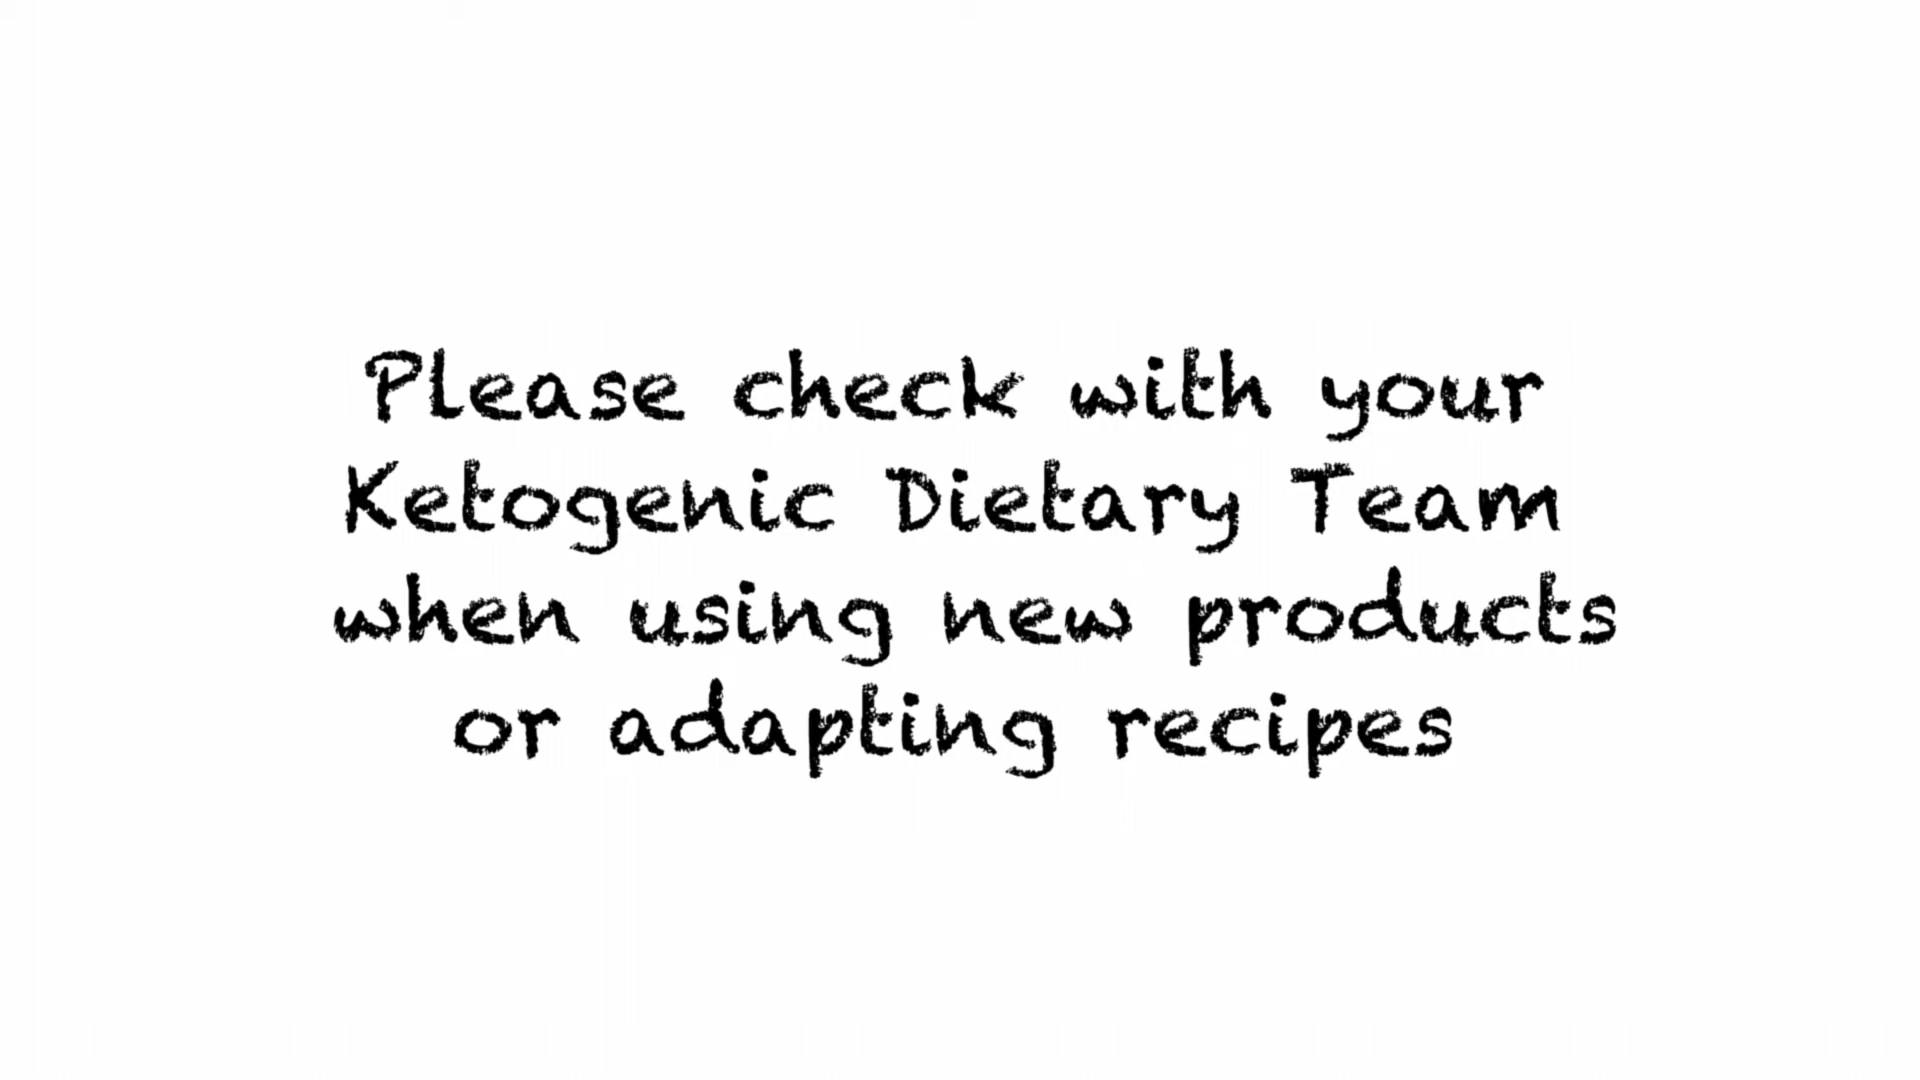 Please check with your
Ketogenic Dietary Team
when using new products
or adapting recipes